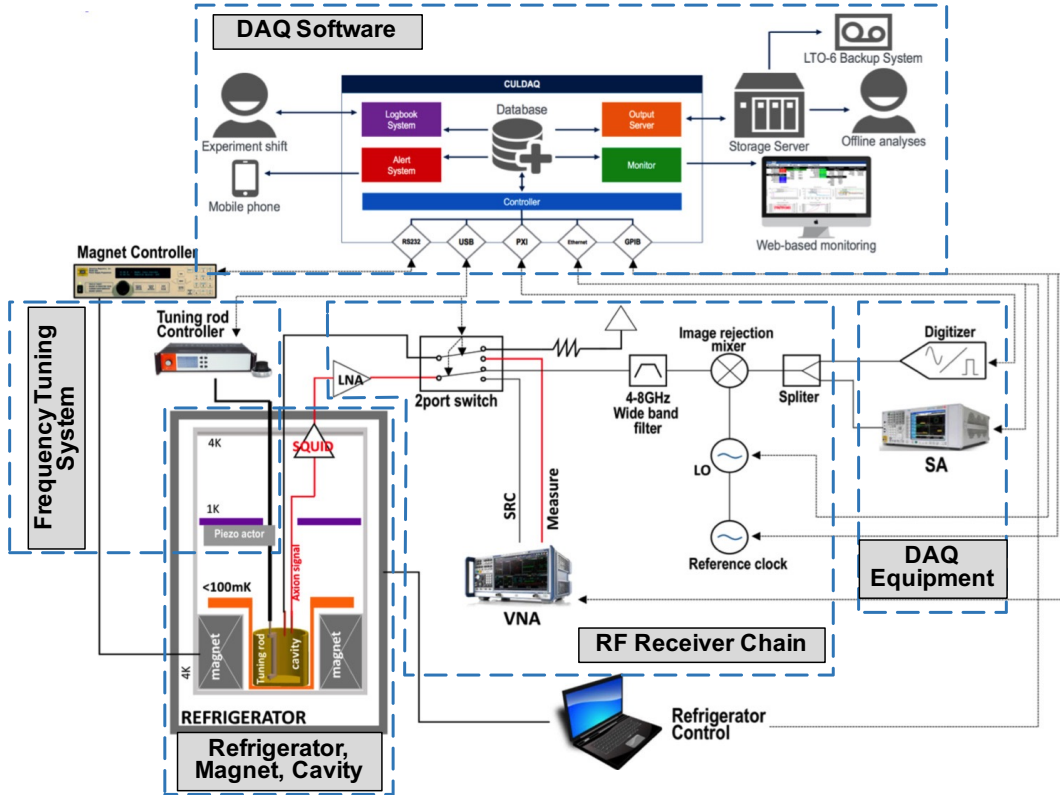 DAQ Software
LTO-6 Backup System
CULDAQ
Logbook
System
Database
Output
Server
Experiment shift
Storage Server
Offline analyses
Alert
System
Monitor
Mobile phone
Controller
Web-based monitoring
RS232
USB
PXI
Ethernet
GPIB
Magnet Controller
Tuning rod
Controller
Frequency Tuning
System
LNA
2port switch
4-8GHz
Wide band
filter
Image rejection
mixer
Spliter
Digitizer
SA
LO
Reference clock
SRC
Measure
VNA
DAQ
Equipment
RF Receiver Chain
4K
SQUID
1K
Piezo actor
Axion signal
<100mK
magnet
Tuning rod
cavity
magnet
4K
REFRIGERATOR
Refrigerator,
Magnet, Cavity
Refrigerator
Control